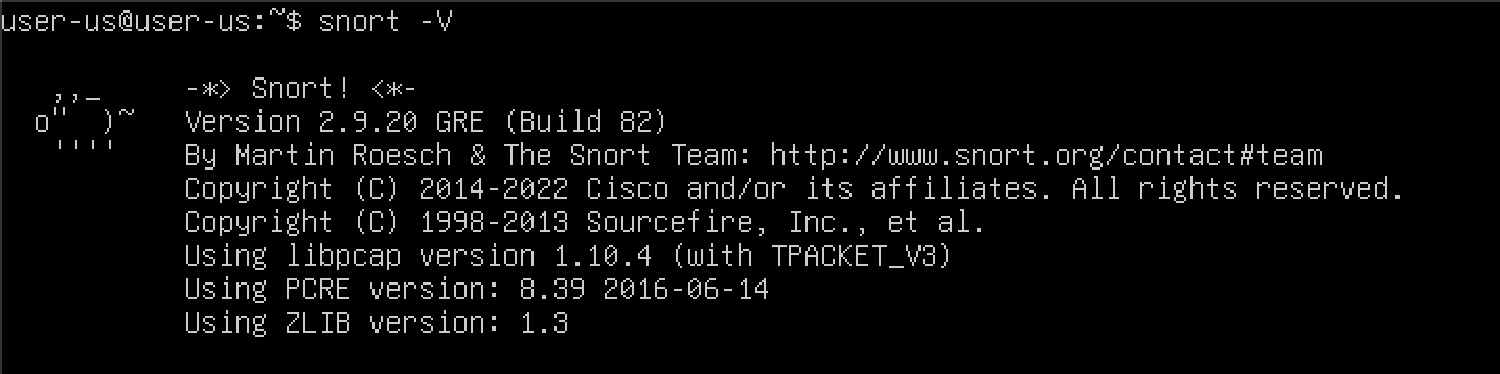 user-us@user-us:~$ snort -V
   ,,_     -*> Snort! <*-
  o"  )~   Version 2.9.20 GRE (Build 82)
   ''''    By Martin Roesch & The Snort Team: http://www.snort.org/contact#team
           Copyright (C) 2014-2022 Cisco and/or its affiliates. All rights reserved.
           Copyright (C) 1998-2013 Sourcefire, Inc., et al.
           Using libpcap version 1.10.4 (with TPACKET_V3)
           Using PCRE version: 8.39 2016-06-14
           Using ZLIB version: 1.3